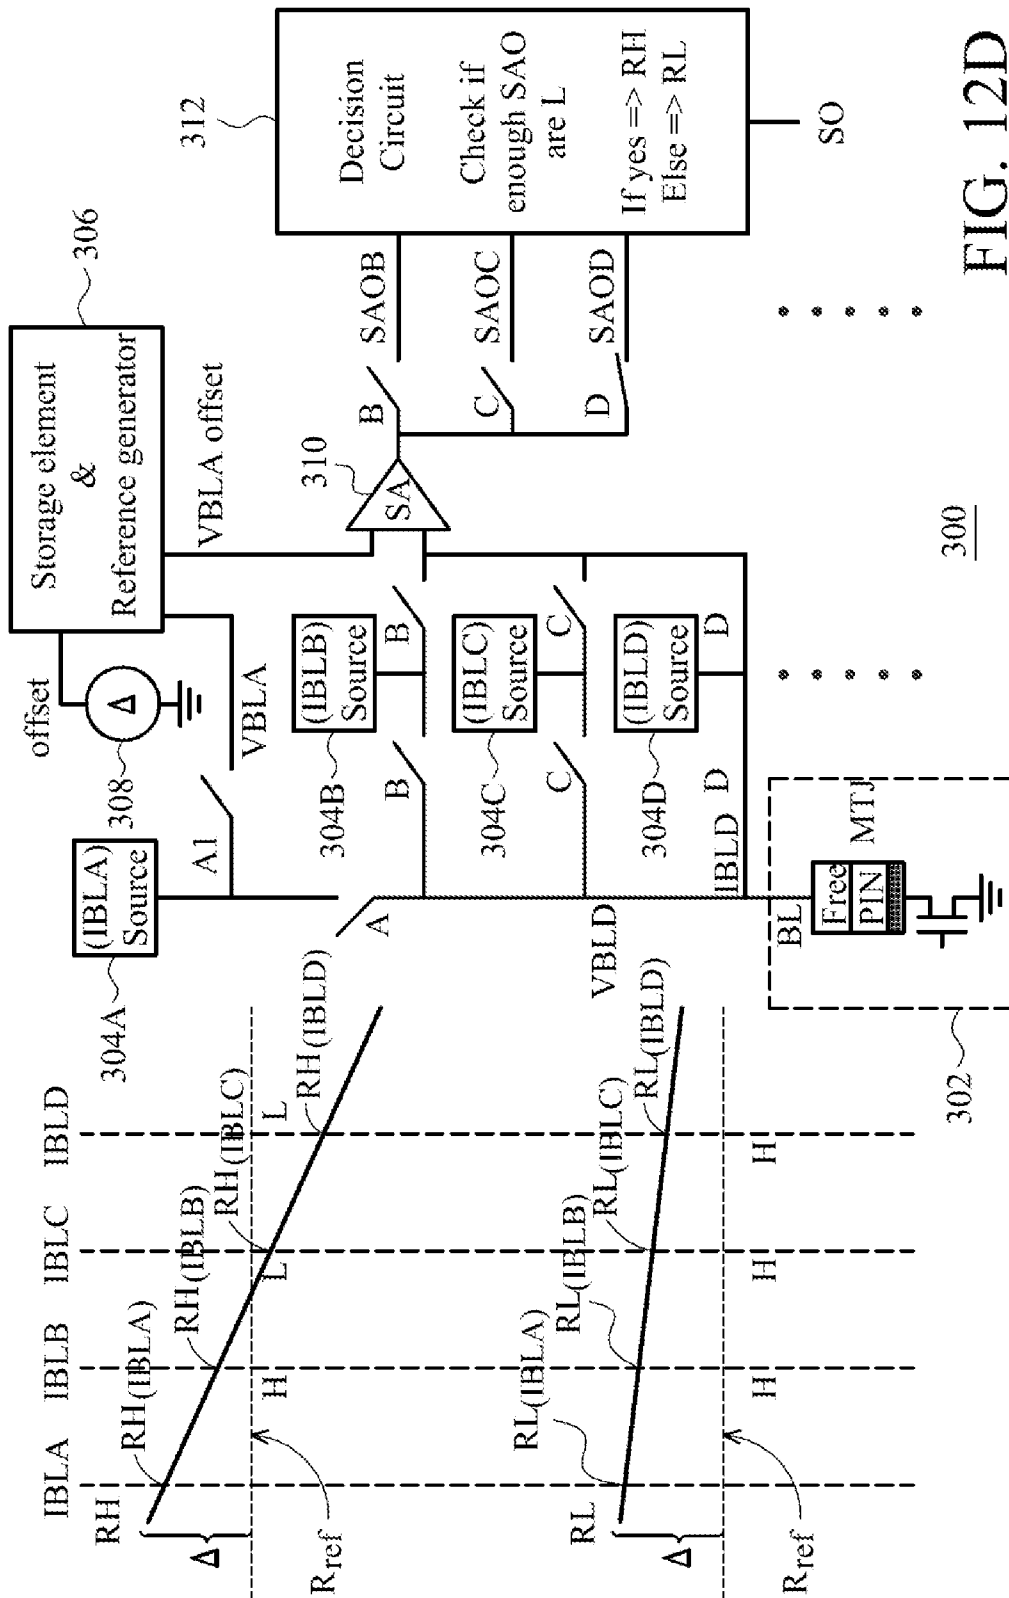 IBLA
IBLB
IBLC
IBLD
RH
RH(IBLA)
RH(IBLB)
RH(IBLC)
RH(IBLD)
Δ
H
L
L
Rref
RL
RL(IBLA)
RL(IBLB)
RL(IBLC)
RL(IBLD)
Δ
H
H
H
Rref
304A
(IBLA)
Source
A1
A
offset
Δ
308
VBLA
Storage element
&
Reference generator
306
VBLA offset
304B
(IBLB)
Source
B
B
304C
(IBLC)
Source
C
C
304D
(IBLD)
Source
D
D
VBLD
IBLD
SA
310
B
C
D
SAOB
SAOC
SAOD
312
Decision
Circuit
Check if
enough SAO
are L
If yes => RH
Else => RL
SO
BL
MTJ
Free
PIN
302
300
FIG. 12D